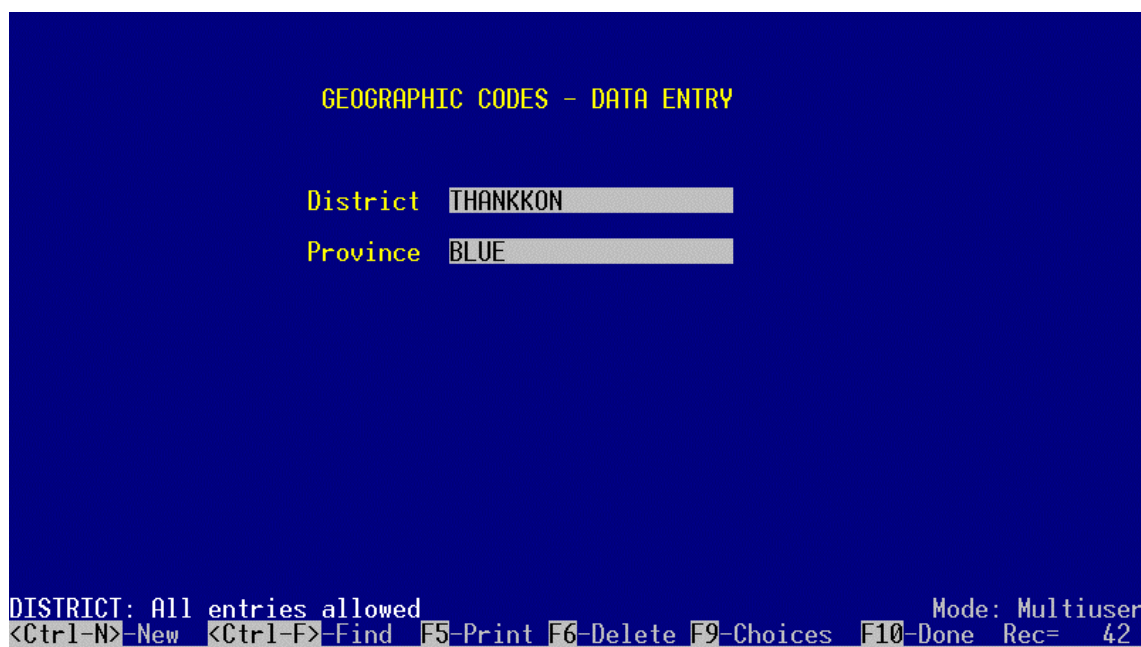 GEOGRAPHIC CODES - DATA ENTRY
District THANKKON
Province BLUE
DISTRICT: All entries allowed Mode: Multiuser
<Ctrl-N>-New <Ctrl-F>-Find F5-Print F6-Delete F9-Choices F10-Done Rec= 42